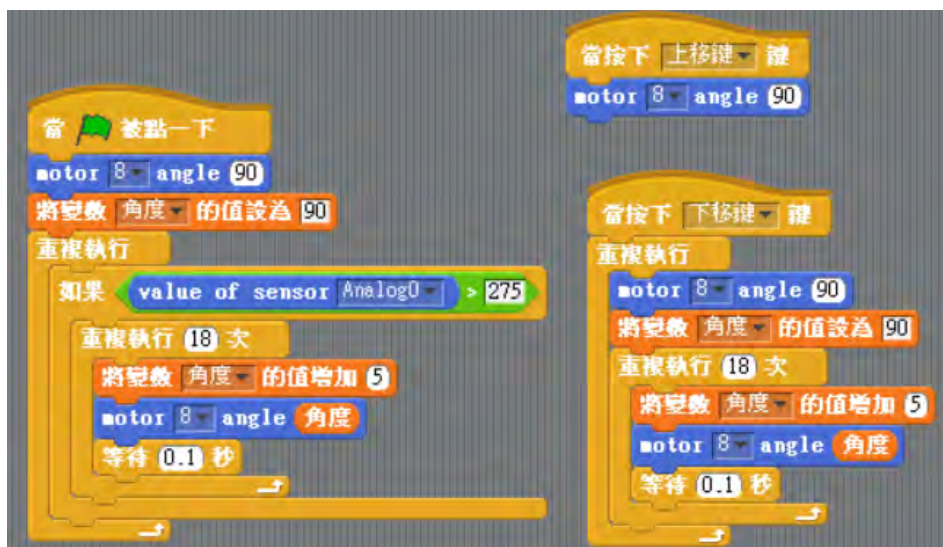 當 被點一下
motor 8 angle 90
將變數 角度 的值設為 90
重複執行
如果 value of sensor Analog0 > 275
重複執行 18 次
將變數 角度 的值增加 5
motor 8 angle 角度
等待 0.1 秒
當按下 上移鍵 鍵
motor 8 angle 90
當按下 下移鍵 鍵
重複執行
motor 8 angle 90
將變數 角度 的值設為 90
重複執行 18 次
將變數 角度 的值增加 5
motor 8 angle 角度
等待 0.1 秒